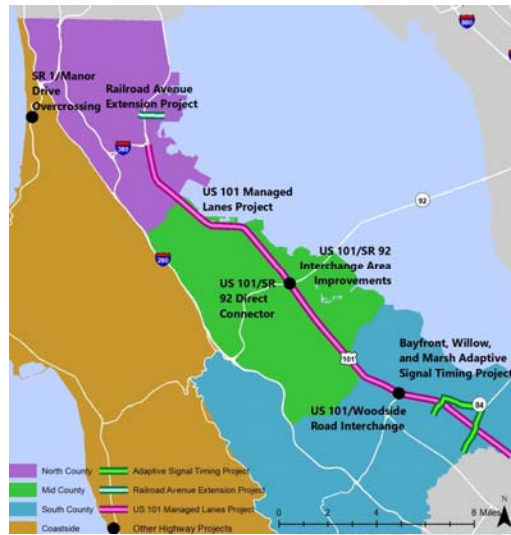 880
SR 1/Manor
Drive
Overcrossing
Railroad Avenue
Extension Project
380
US 101 Managed
Lanes Project
92
280
US 101/SR 92
Interchange Area
Improvements
US 101/SR
92 Direct
Connector
101
Bayfront, Willow,
and Marsh Adaptive
Signal Timing Project
84
US 101/Woodside
Road Interchange
North County
Mid County
South County
Coastside
Adaptive Signal Timing Project
Railroad Avenue Extension Project
US 101 Managed Lanes Project
Other Highway Projects
0 2 4 8 Miles
N